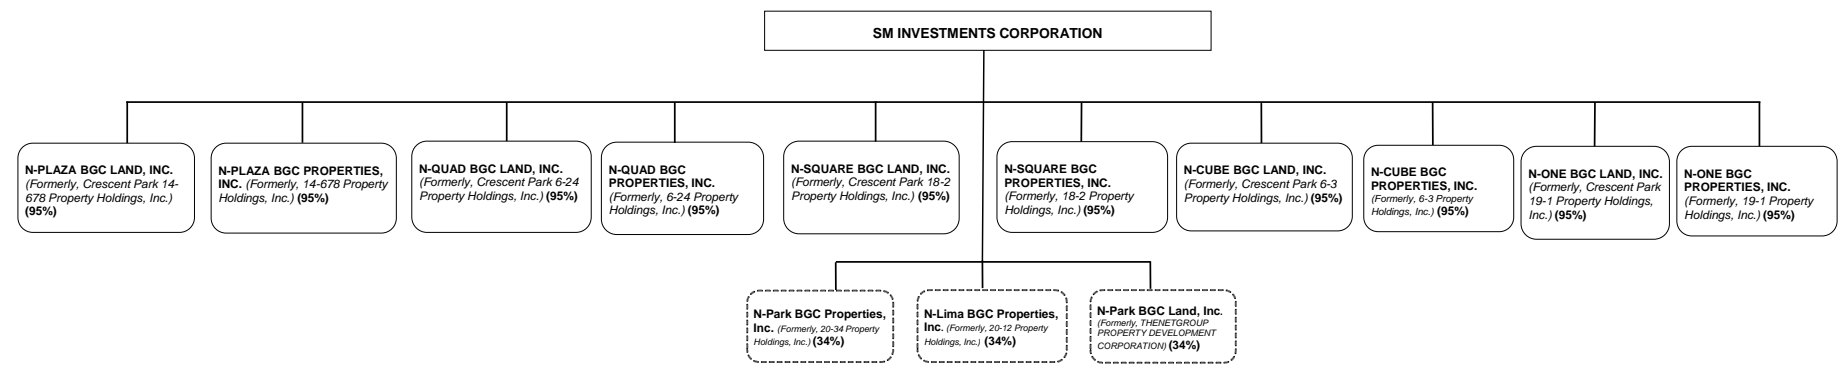 SM INVESTMENTS CORPORATION
N-PLAZA BGC LAND, INC.
(Formerly, Crescent Park 14-
678 Property Holdings, Inc.)
(95%)
N-PLAZA BGC PROPERTIES,
INC. (Formerly, 14-678 Property
Holdings, Inc.) (95%)
N-QUAD BGC LAND, INC.
(Formerly, Crescent Park 6-24
Property Holdings, Inc.) (95%)
N-QUAD BGC
PROPERTIES, INC.
(Formerly, 6-24 Property
Holdings, Inc.) (95%)
N-SQUARE BGC LAND, INC.
(Formerly, Crescent Park 18-2
Property Holdings, Inc.) (95%)
N-SQUARE BGC
PROPERTIES, INC.
(Formerly, 18-2 Property
Holdings, Inc.) (95%)
N-CUBE BGC LAND, INC.
(Formerly, Crescent Park 6-3
Property Holdings, Inc.) (95%)
N-CUBE BGC
PROPERTIES, INC.
(Formerly, 6-3 Property
Holdings, Inc.) (95%)
N-ONE BGC LAND, INC.
(Formerly, Crescent Park
19-1 Property Holdings,
Inc.) (95%)
N-ONE BGC
PROPERTIES, INC.
(Formerly, 19-1 Property
Holdings, Inc.) (95%)
N-Park BGC Properties,
Inc. (Formerly, 20-34 Property
Holdings, Inc.) (34%)
N-Lima BGC Properties,
Inc. (Formerly, 20-12 Property
Holdings, Inc.) (34%)
N-Park BGC Land, Inc.
(Formerly, THENETGROUP
PROPERTY DEVELOPMENT
CORPORATION) (34%)